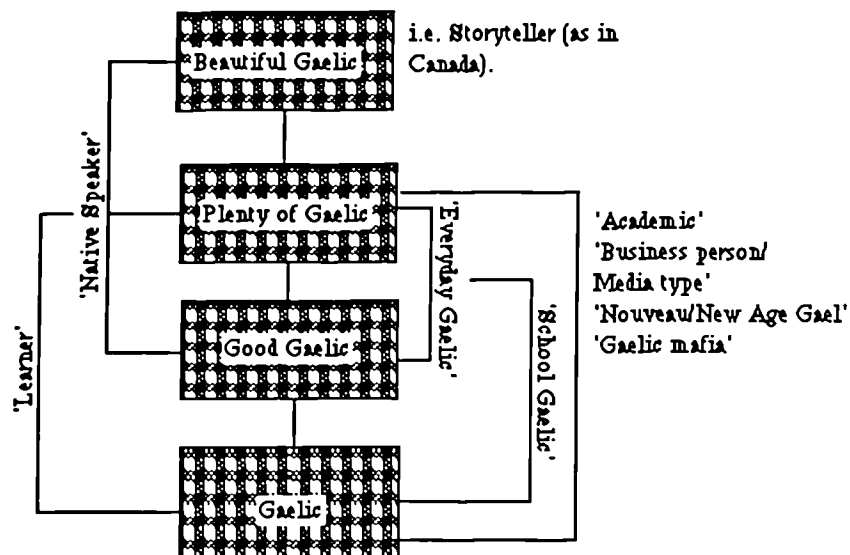 Beautiful Gaelic
i.e. Storyteller (as in
Canada).
'Native Speaker'
'Learner'
Plenty of Gaelic
'Everyday Gaelic'
'School Gaelic'
'Academic'
'Business person/
Media type'
'Nouveau/New Age Gael'
'Gaelic mafia'
Good Gaelic
Gaelic